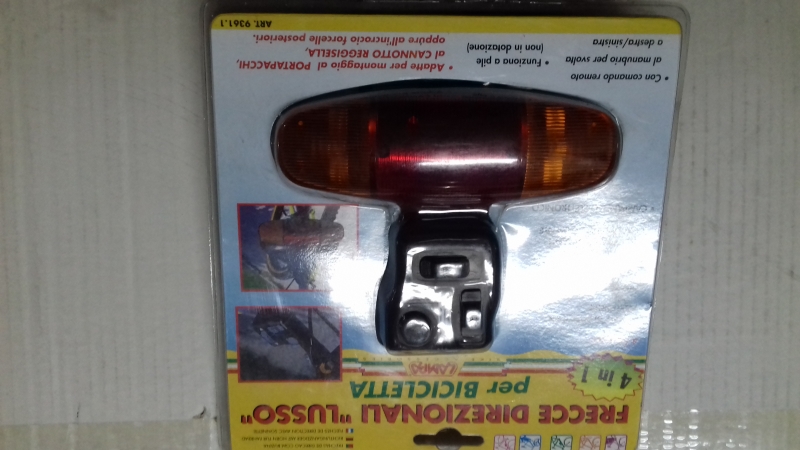 FRECCE DIREZIONALI "LUSSO"
per BICICLETTA
4 in 1
LAMPA
• Con comando remoto
al manubrio per svolta
a destra/sinistra
• Funziona a pile
(non in dotazione)
• Adatte per montaggio al PORTAPACCHI,
al CANNOTTO REGGISELLA,
oppure all'incrocio forcelle posteriori.
ART. 9361.1